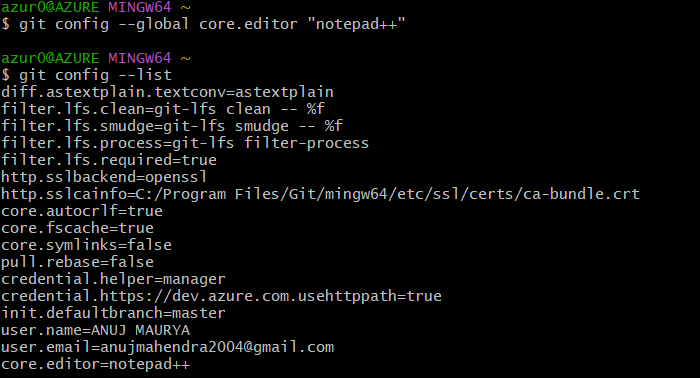 azur0@AZURE MINGW64 ~
$ git config --global core.editor "notepad++"
azur0@AZURE MINGW64 ~
$ git config --list
diff.astextplain.textconv=astextplain
filter.lfs.clean=git-lfs clean -- %f
filter.lfs.smudge=git-lfs smudge -- %f
filter.lfs.process=git-lfs filter-process
filter.lfs.required=true
http.sslbackend=openssl
http.sslcainfo=C:/Program Files/Git/mingw64/etc/ssl/certs/ca-bundle.crt
core.autocrlf=true
core.fscache=true
core.symlinks=false
pull.rebase=false
credential.helper=manager
credential.https://dev.azure.com.usehttppath=true
init.defaultbranch=master
user.name=ANUJ MAURYA
user.email=anujmahendra2004@gmail.com
core.editor=notepad++